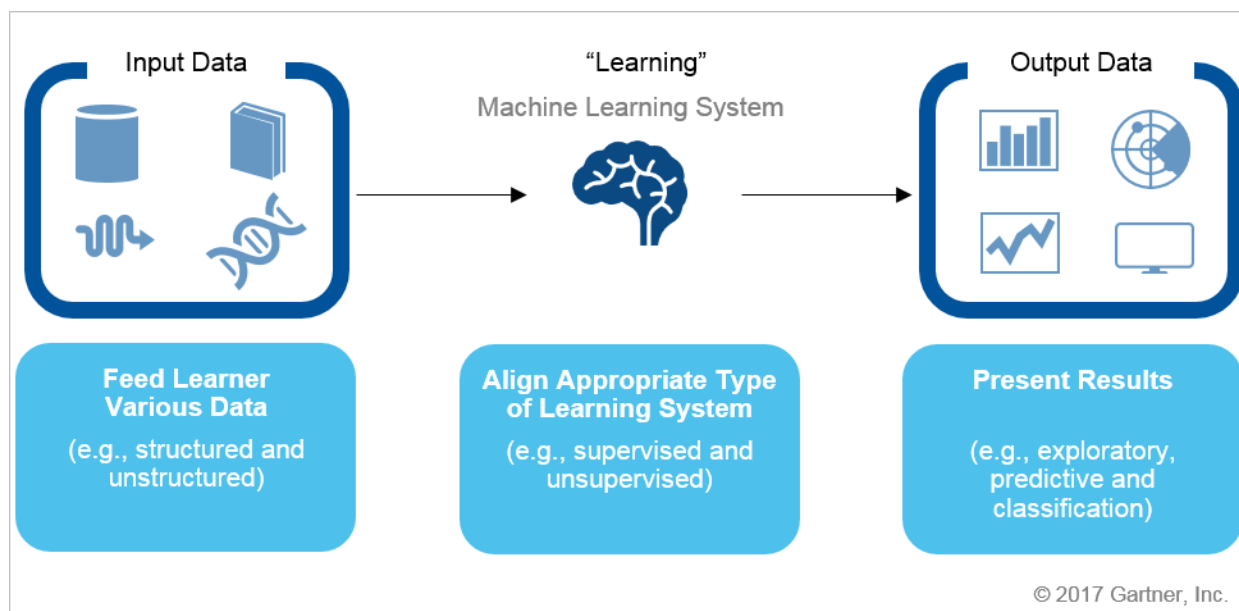 Input Data
“Learning”
Output Data
Machine Learning System
Feed Learner
Various Data
(e.g., structured and
unstructured)
Align Appropriate Type
of Learning System
(e.g., supervised and
unsupervised)
Present Results
(e.g., exploratory,
predictive and
classification)
© 2017 Gartner, Inc.